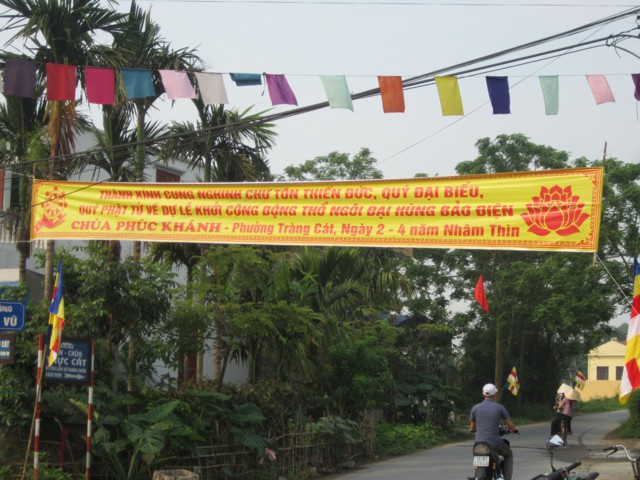 THÀNH KÍNH CUNG NGHINH CHƯ TÔN THIỀN ĐỨC, QUÝ ĐẠI BIỂU,
QUÝ PHẬT TỬ VỀ DỰ LỄ KHỞI CÔNG ĐỘNG THỔ NGÔI ĐẠI HÙNG BẢO ĐIỆN
CHÙA PHÚC KHÁNH - Phường Tràng Cát, Ngày 2 - 4 năm Nhâm Thìn
VŨ
CÁT